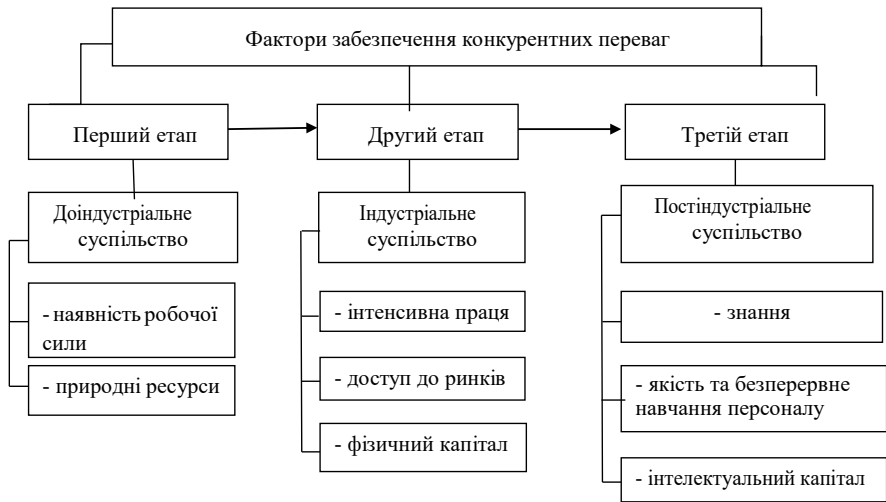 Фактори забезпечення конкурентних переваг
Перший етап
Другий етап
Третій етап
Доіндустріальне
суспільство
Індустріальне
суспільство
Постіндустріальне
суспільство
- наявність робочої
сили
- природні ресурси
- інтенсивна праця
- доступ до ринків
- фізичний капітал
- знання
- якість та безперервне
навчання персоналу
- інтелектуальний капітал